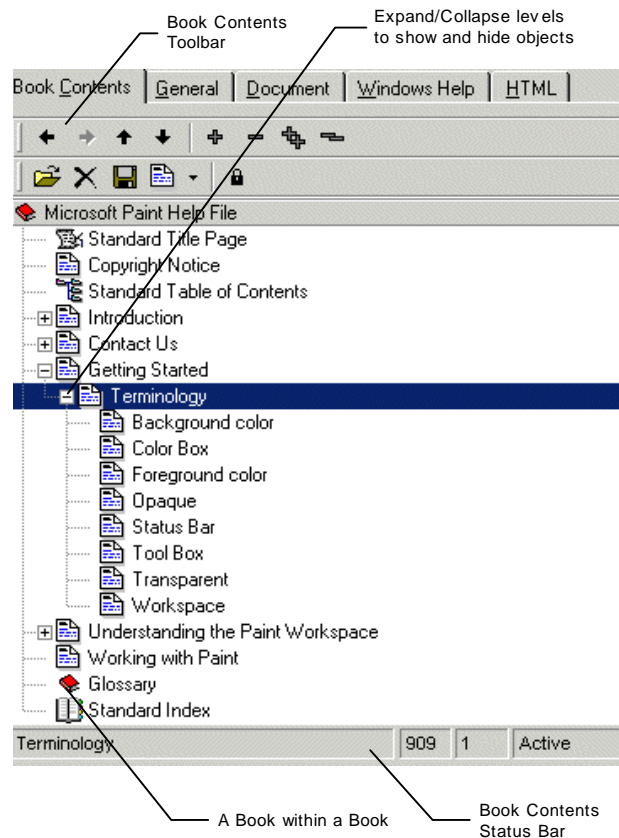 Book Contents
Toolbar
Expand/Collapse levels
to show and hide objects
Book Contents General Document Windows Help HTML
Microsoft Paint Help File
Standard Title Page
Copyright Notice
Standard Table of Contents
Introduction
Contact Us
Getting Started
Terminology
Background color
Color Box
Foreground color
Opaque
Status Bar
Tool Box
Transparent
Workspace
Understanding the Paint Workspace
Working with Paint
Glossary
Standard Index
Terminology 909 1 Active
A Book within a Book
Book Contents
Status Bar